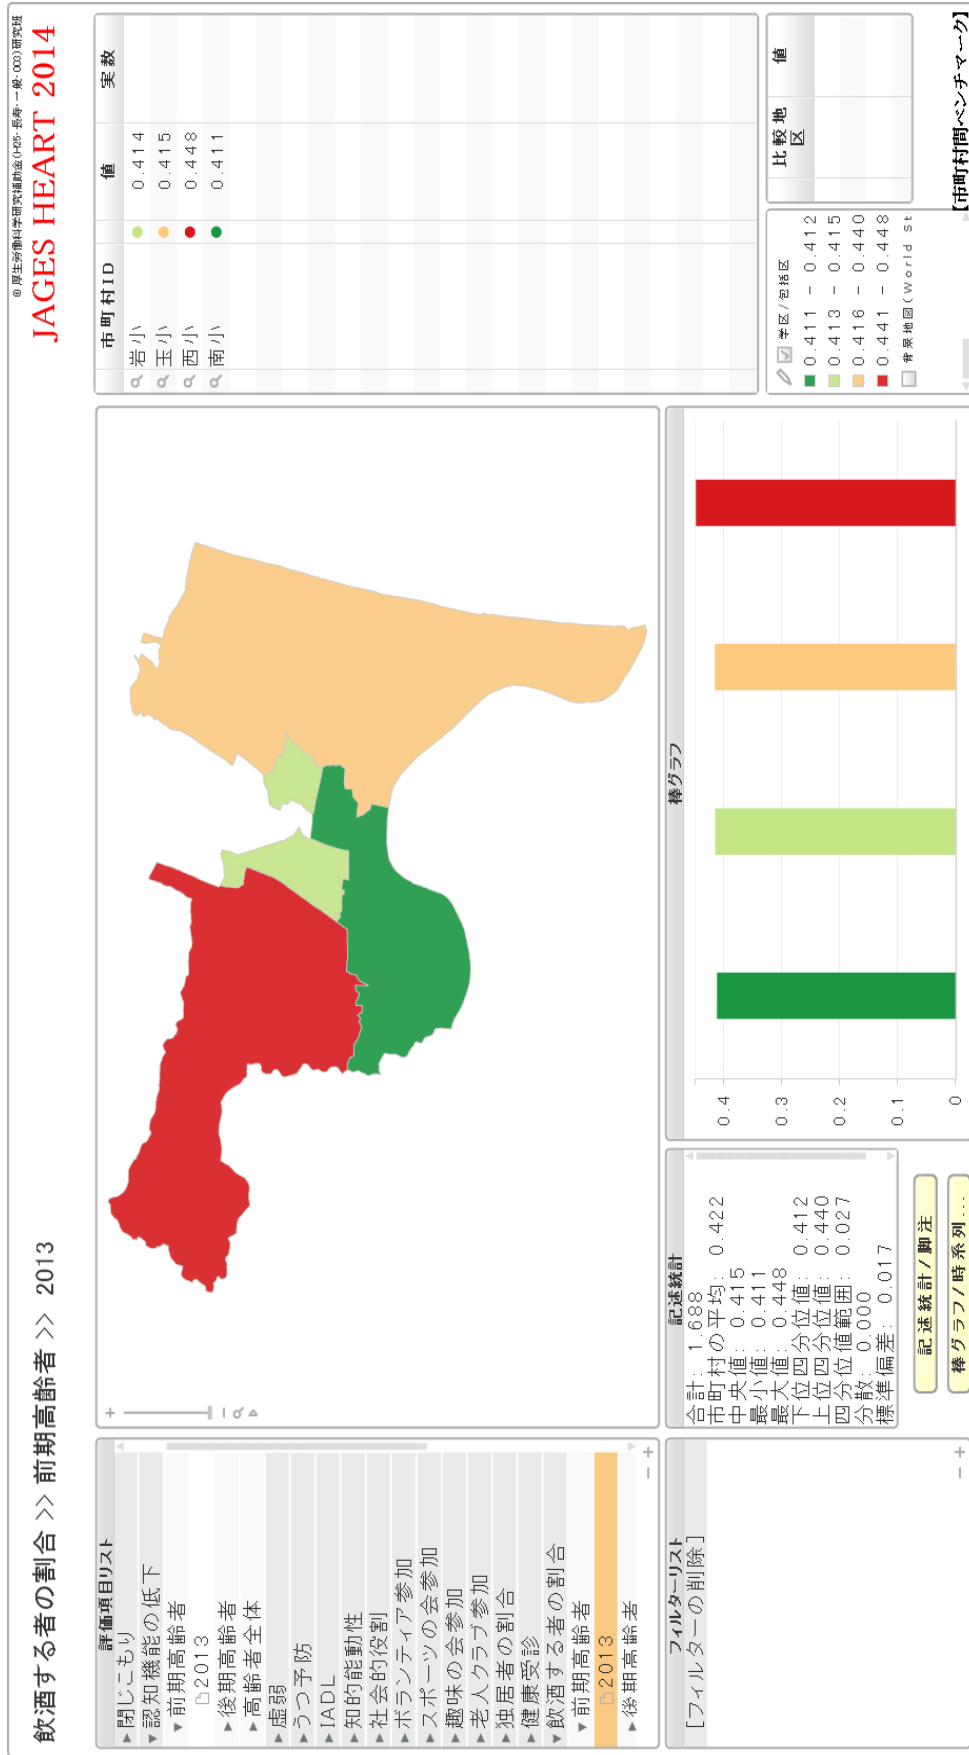 飲酒する者の割合 >> 前期高齢者 >> 2013
© 厚生労働科学研究補助金(H25-長寿-一般-003)研究班
JAGES HEART 2014
評価項目リスト
▶閉じこもり
▼認知機能の低下
▼前期高齢者
2013
▶後期高齢者
▶高齢者全体
▶虚弱
▶うつ予防
▶IADL
▶知的能動性
▶社会的役割
▶ボランティア参加
▶スポーツの会参加
▶趣味の会参加
▶老人クラブ参加
▶独居者の割合
▶健康受診
▼飲酒する者の割合
▼前期高齢者
2013
▶後期高齢者
− +
フィルターリスト
[フィルターの削除]
− +
+
−
記述統計
合計: 1.688
市町村の平均: 0.422
中央値: 0.415
最小値: 0.411
最大値: 0.448
下位四分位値: 0.412
上位四分位値: 0.440
四分位値範囲: 0.027
分散: 0.000
標準偏差: 0.017
記述統計/脚注
棒グラフ/時系列...
棒グラフ
0.4
0.3
0.2
0.1
0
市町村ID 値 実数
岩小 0.414
玉小 0.415
西小 0.448
南小 0.411
学区/包括区
0.411 − 0.412
0.413 − 0.415
0.416 − 0.440
0.441 − 0.448
背景地図(World St
比較地区 値
【市町村間ベンチマーク】